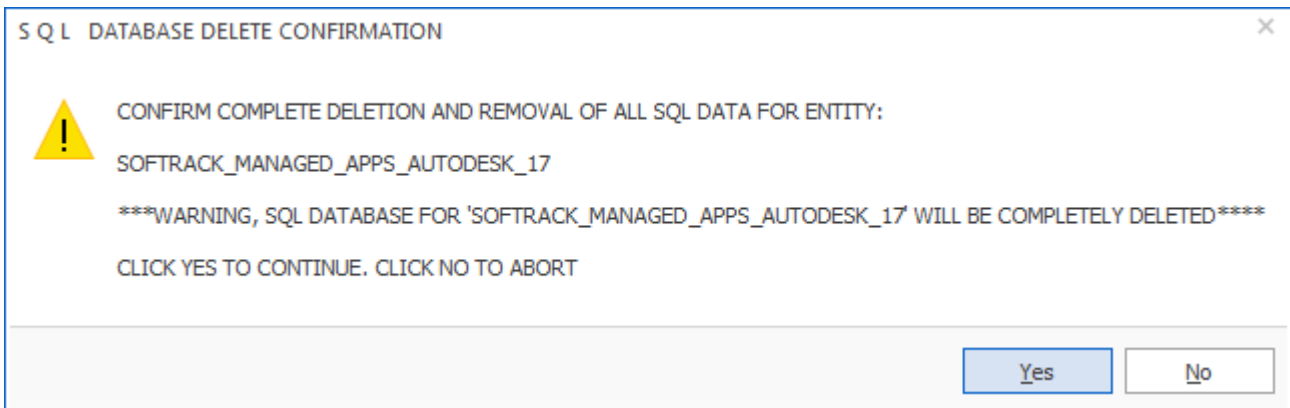 S Q L DATABASE DELETE CONFIRMATION
CONFIRM COMPLETE DELETION AND REMOVAL OF ALL SQL DATA FOR ENTITY:
SOFTRACK_MANAGED_APPS_AUTODESK_17
***WARNING, SQL DATABASE FOR 'SOFTRACK_MANAGED_APPS_AUTODESK_17' WILL BE COMPLETELY DELETED****
CLICK YES TO CONTINUE. CLICK NO TO ABORT
Yes No